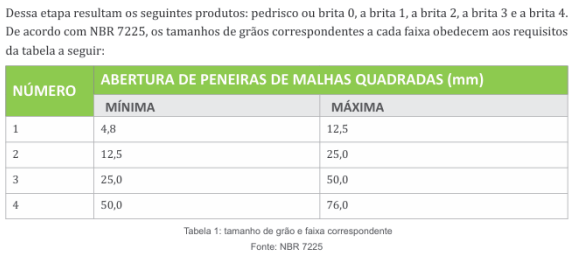 Dessa etapa resultam os seguintes produtos: pedrisco ou brita 0, a brita 1, a brita 2, a brita 3 e a brita 4.
De acordo com NBR 7225, os tamanhos de grãos correspondentes a cada faixa obedecem aos requisitos
da tabela a seguir:
NÚMERO ABERTURA DE PENEIRAS DE MALHAS QUADRADAS (mm)
MÍNIMA MÁXIMA
1 4,8 12,5
2 12,5 25,0
3 25,0 50,0
4 50,0 76,0
Tabela 1: tamanho de grão e faixa correspondente
Fonte: NBR 7225